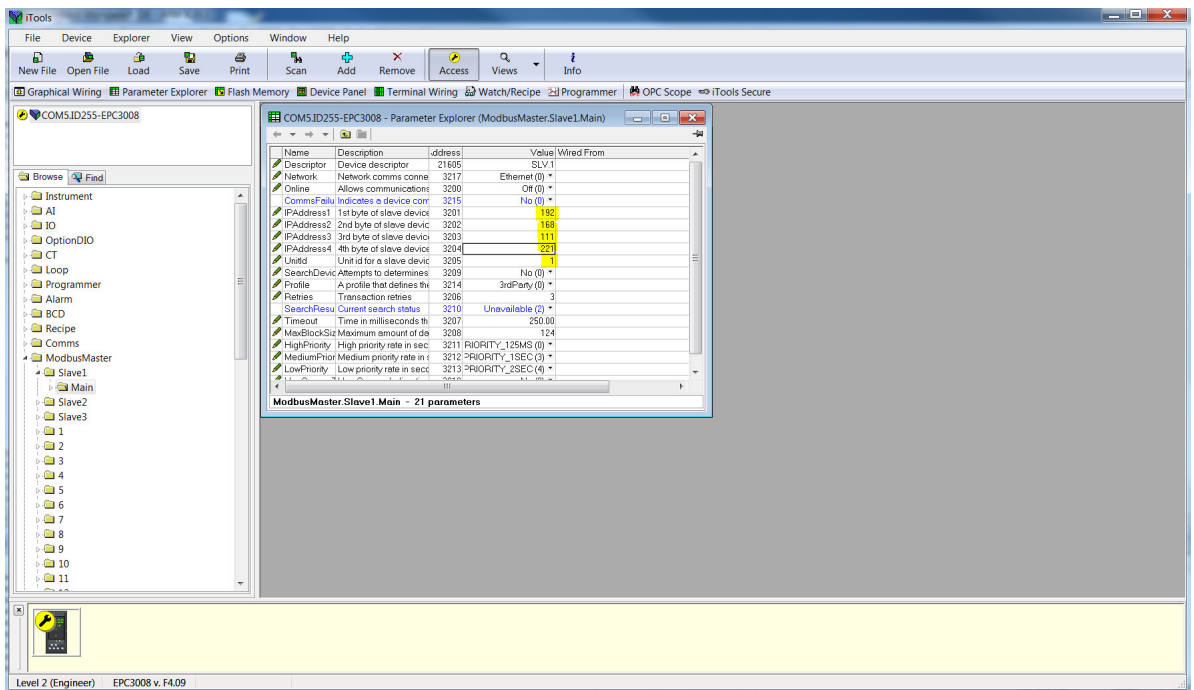 iTools
File Device Explorer View Options Window Help
New File Open File Load Save Print Scan Add Remove Access Views Info
Graphical Wiring Parameter Explorer Flash Memory Device Panel Terminal Wiring Watch/Recipe Programmer OPC Scope iTools Secure
COM5.ID255-EPC3008
Browse Find
Instrument
AI
IO
OptionDIO
CT
Loop
Programmer
Alarm
BCD
Recipe
Comms
ModbusMaster
Slave1
Main
Slave2
Slave3
1
2
3
4
5
6
7
8
9
10
11
COM5.ID255-EPC3008 - Parameter Explorer (ModbusMaster.Slave1.Main)
Name Description Address Value Wired From
Descriptor Device descriptor 21605 SLV.1
Network Network comms conne 3217 Ethernet (0)
Online Allows communications 3200 Off (0)
CommsFailu Indicates a device com 3215 No (0)
IPAddress1 1st byte of slave device 3201 192
IPAddress2 2nd byte of slave devic 3202 168
IPAddress3 3rd byte of slave devic 3203 111
IPAddress4 4th byte of slave device 3204 221
UnitId Unit id for a slave devic 3205 1
SearchDevic Attempts to determines 3209 No (0)
Profile A profile that defines the 3214 3rdParty (0)
Retries Transaction retries 3206 3
SearchResu Current search status 3210 Unavailable (2)
Timeout Time in milliseconds th 3207 250.00
MaxBlockSiz Maximum amount of da 3208 124
HighPriority High priority rate in sec 3211 RIORITY_125MS (0)
MediumPrior Medium priority rate in s 3212 PRIORITY_1SEC (3)
LowPriority Low priority rate in secc 3213 PRIORITY_2SEC (4)
ModbusMaster.Slave1.Main - 21 parameters
Level 2 (Engineer) EPC3008 v. F4.09